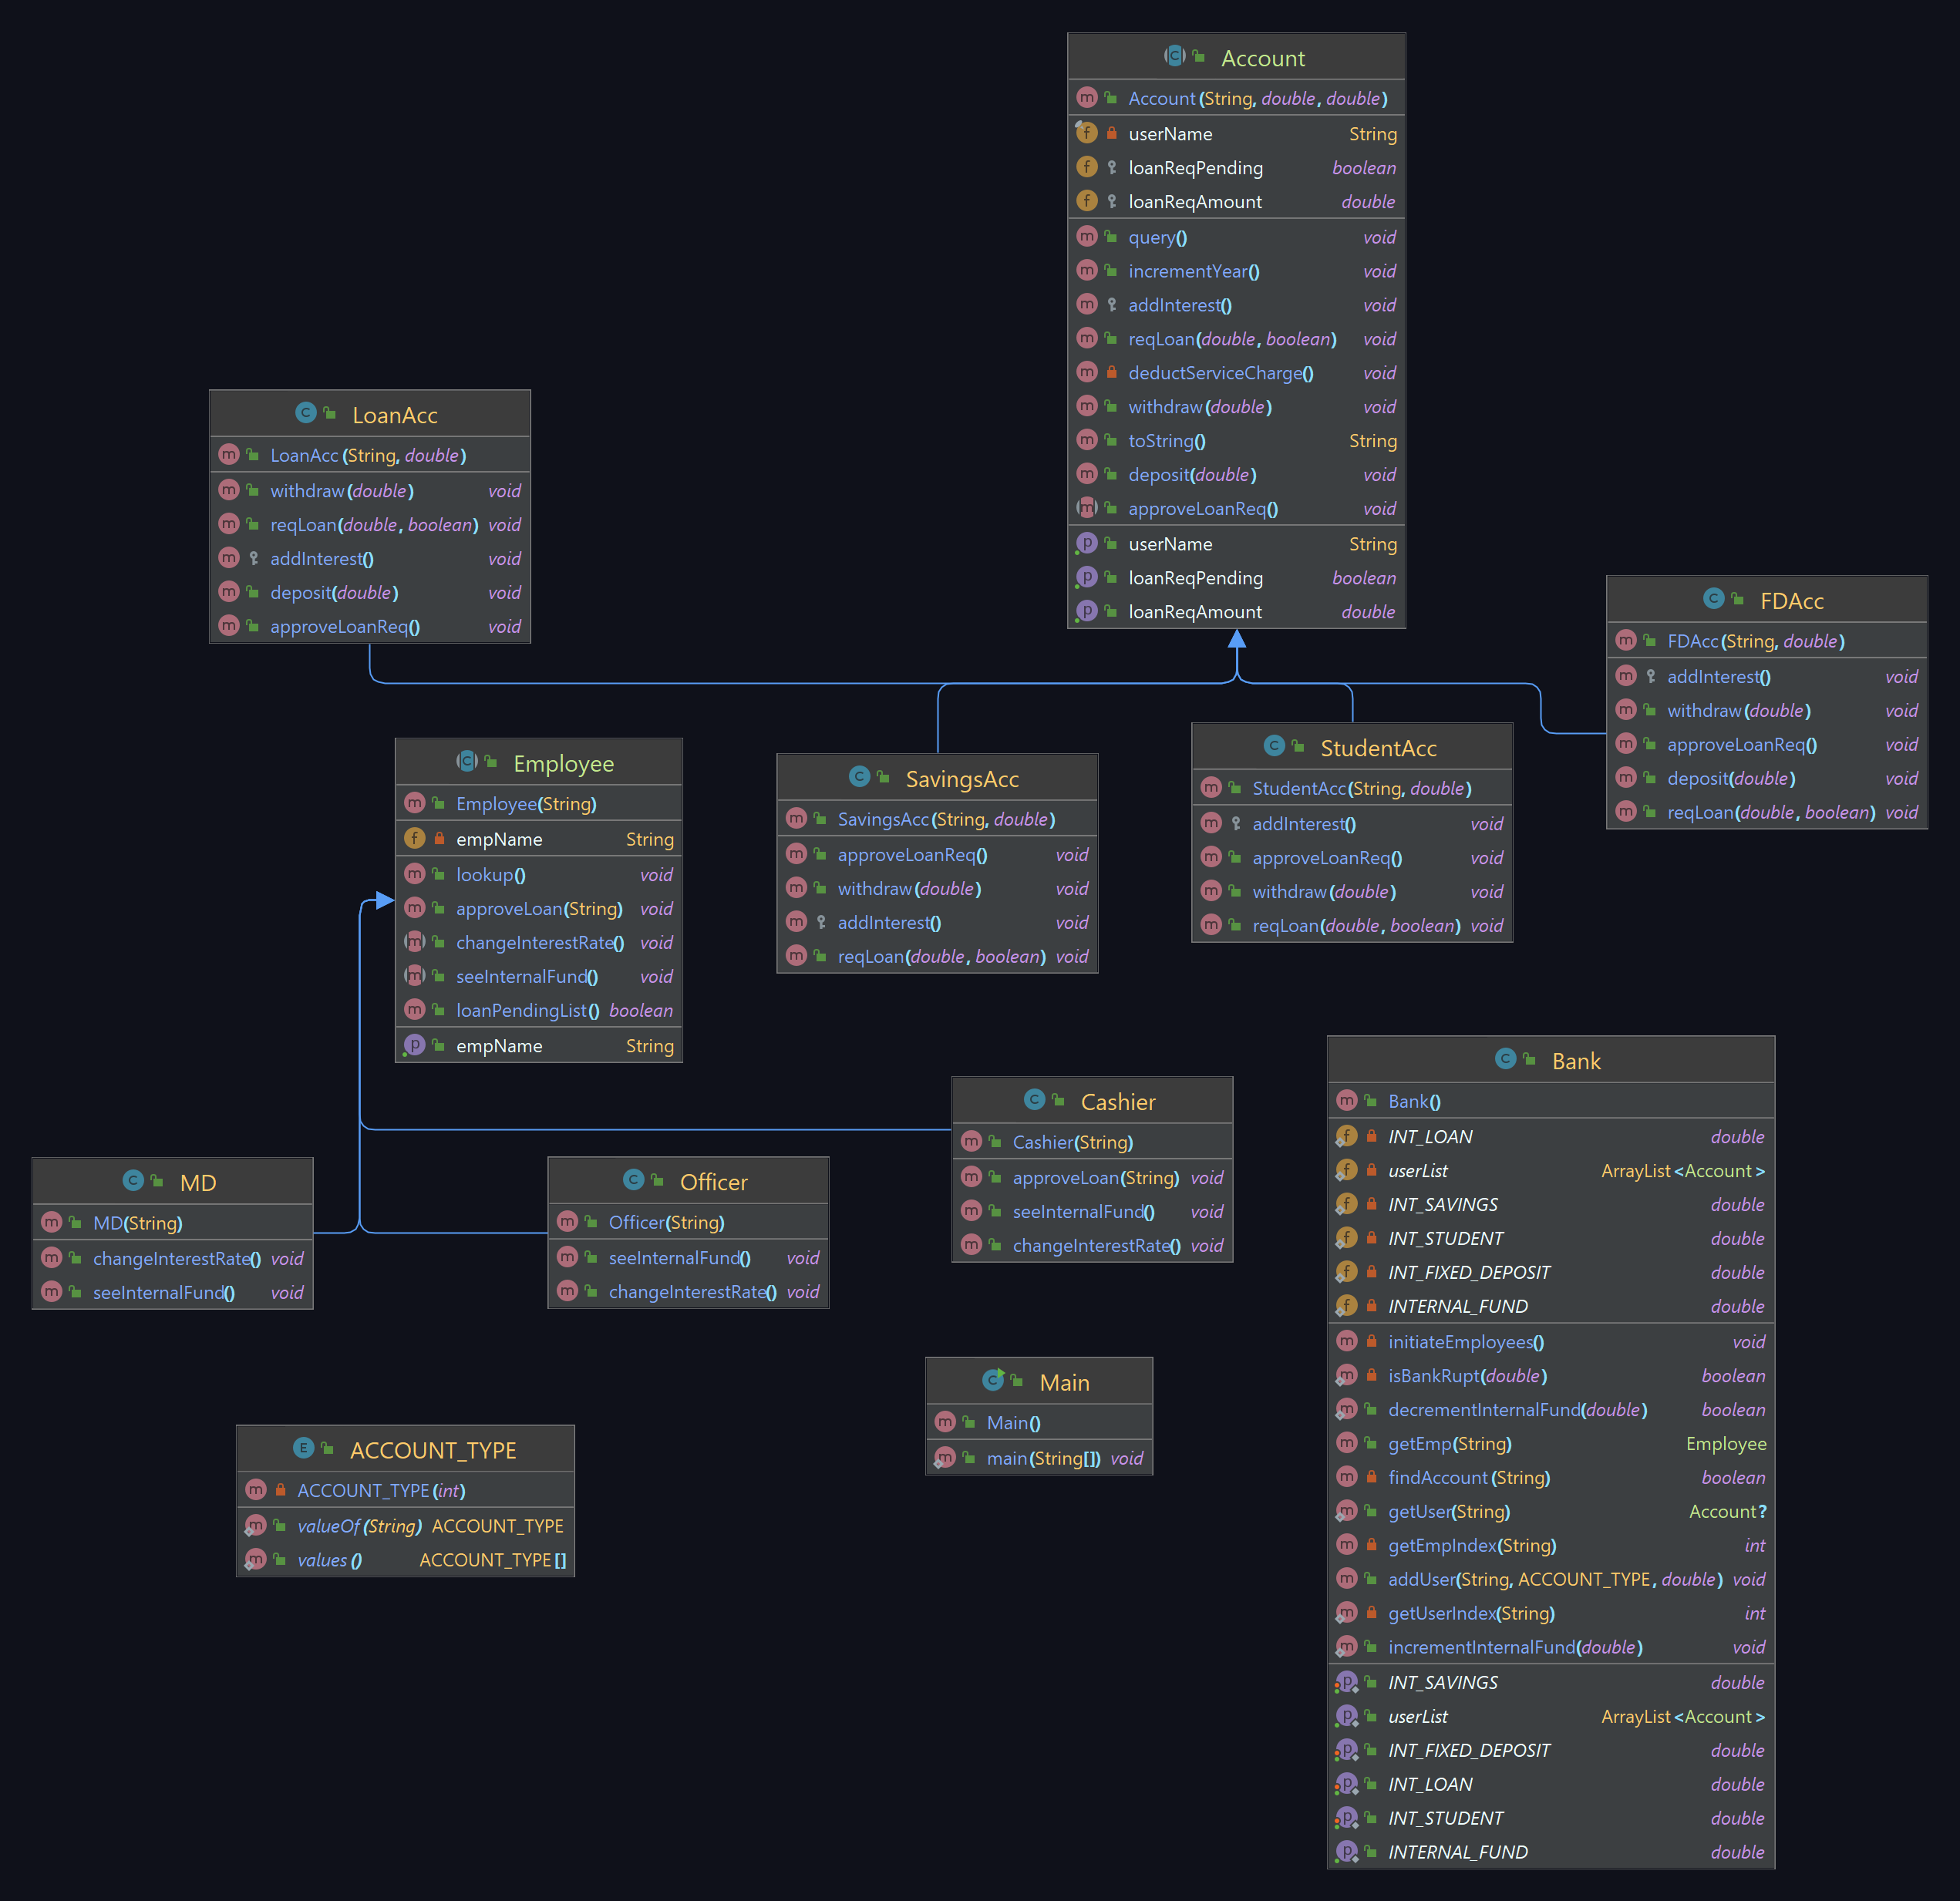 Account
Account(String, double, double)
userName String
loanReqPending boolean
loanReqAmount double
query() void
incrementYear() void
addInterest() void
reqLoan(double, boolean) void
deductServiceCharge() void
withdraw(double) void
toString() String
deposit(double) void
approveLoanReq() void
userName String
loanReqPending boolean
loanReqAmount double
LoanAcc
LoanAcc(String, double)
withdraw(double) void
reqLoan(double, boolean) void
addInterest() void
deposit(double) void
approveLoanReq() void
FDAcc
FDAcc(String, double)
addInterest() void
withdraw(double) void
approveLoanReq() void
deposit(double) void
reqLoan(double, boolean) void
Employee
Employee(String)
empName String
lookup() void
approveLoan(String) void
changeInterestRate() void
seeInternalFund() void
loanPendingList() boolean
empName String
SavingsAcc
SavingsAcc(String, double)
approveLoanReq() void
withdraw(double) void
addInterest() void
reqLoan(double, boolean) void
StudentAcc
StudentAcc(String, double)
addInterest() void
approveLoanReq() void
withdraw(double) void
reqLoan(double, boolean) void
MD
MD(String)
changeInterestRate() void
seeInternalFund() void
Officer
Officer(String)
seeInternalFund() void
changeInterestRate() void
Cashier
Cashier(String)
approveLoan(String) void
seeInternalFund() void
changeInterestRate() void
Bank
Bank()
INT_LOAN double
userList ArrayList<Account>
INT_SAVINGS double
INT_STUDENT double
INT_FIXED_DEPOSIT double
INTERNAL_FUND double
initiateEmployees() void
isBankRupt(double) boolean
decrementInternalFund(double) boolean
getEmp(String) Employee
findAccount(String) boolean
getUser(String) Account?
getEmpIndex(String) int
addUser(String, ACCOUNT_TYPE, double) void
getUserIndex(String) int
incrementInternalFund(double) void
INT_SAVINGS double
userList ArrayList<Account>
INT_FIXED_DEPOSIT double
INT_LOAN double
INT_STUDENT double
INTERNAL_FUND double
Main
Main()
main(String[]) void
ACCOUNT_TYPE
ACCOUNT_TYPE(int)
valueOf(String) ACCOUNT_TYPE
values() ACCOUNT_TYPE[]